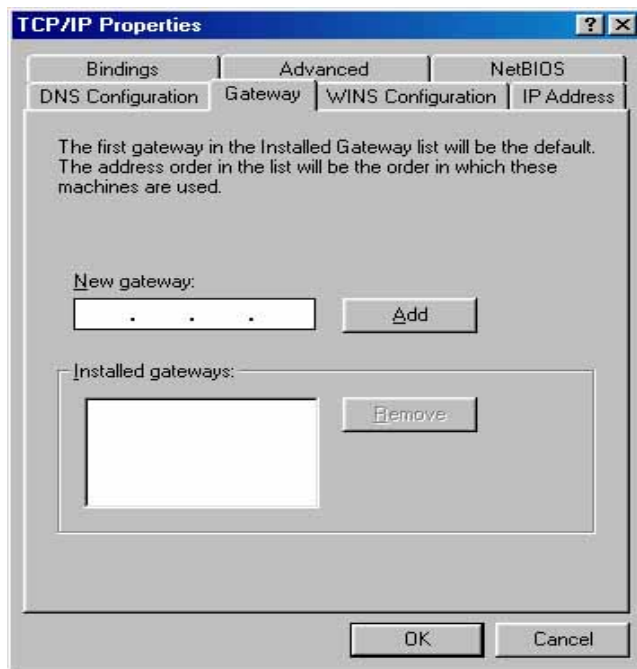 TCP/IP Properties
Bindings
Advanced
NetBIOS
DNS Configuration
Gateway
WINS Configuration
IP Address
The first gateway in the Installed Gateway list will be the default.
The address order in the list will be the order in which these
machines are used.
New gateway:
. . .
Add
Installed gateways:
Remove
OK
Cancel